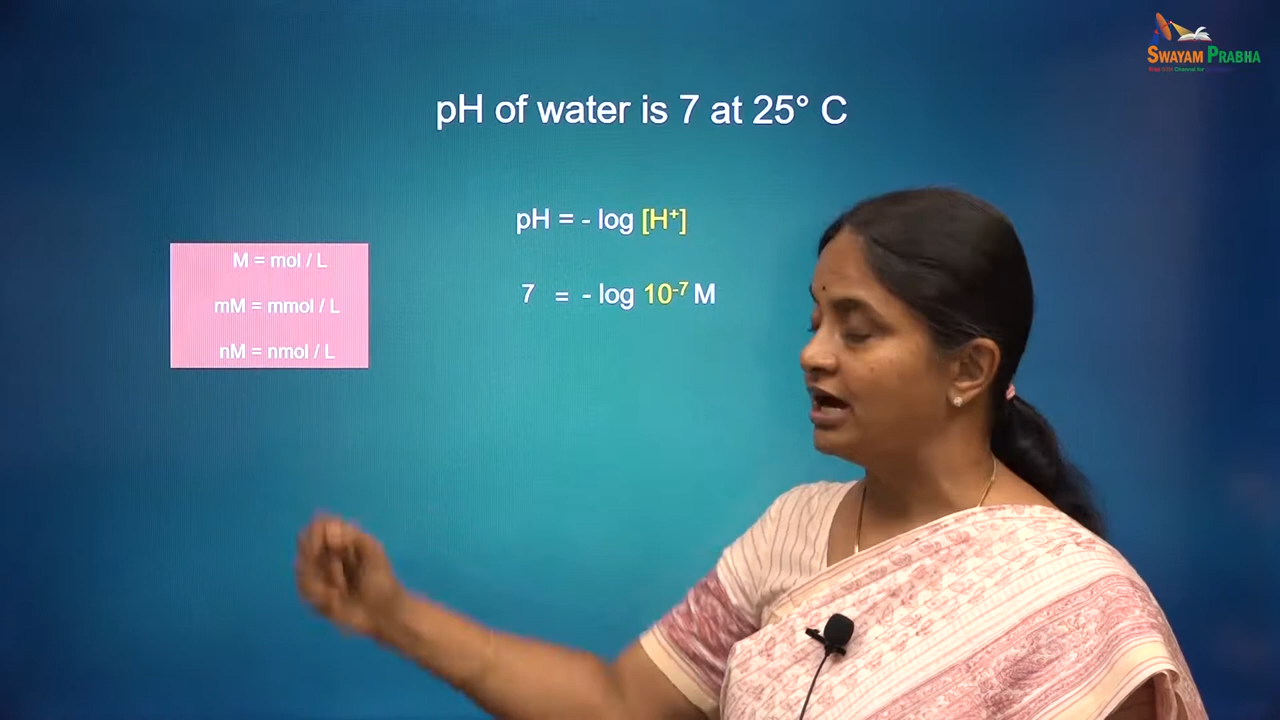 SWAYAM PRABHA
pH of water is 7 at 25° C
pH = - log [H⁺]
M = mol / L
7 = - log 10⁻⁷ M
mM = mmol / L
nM = nmol / L